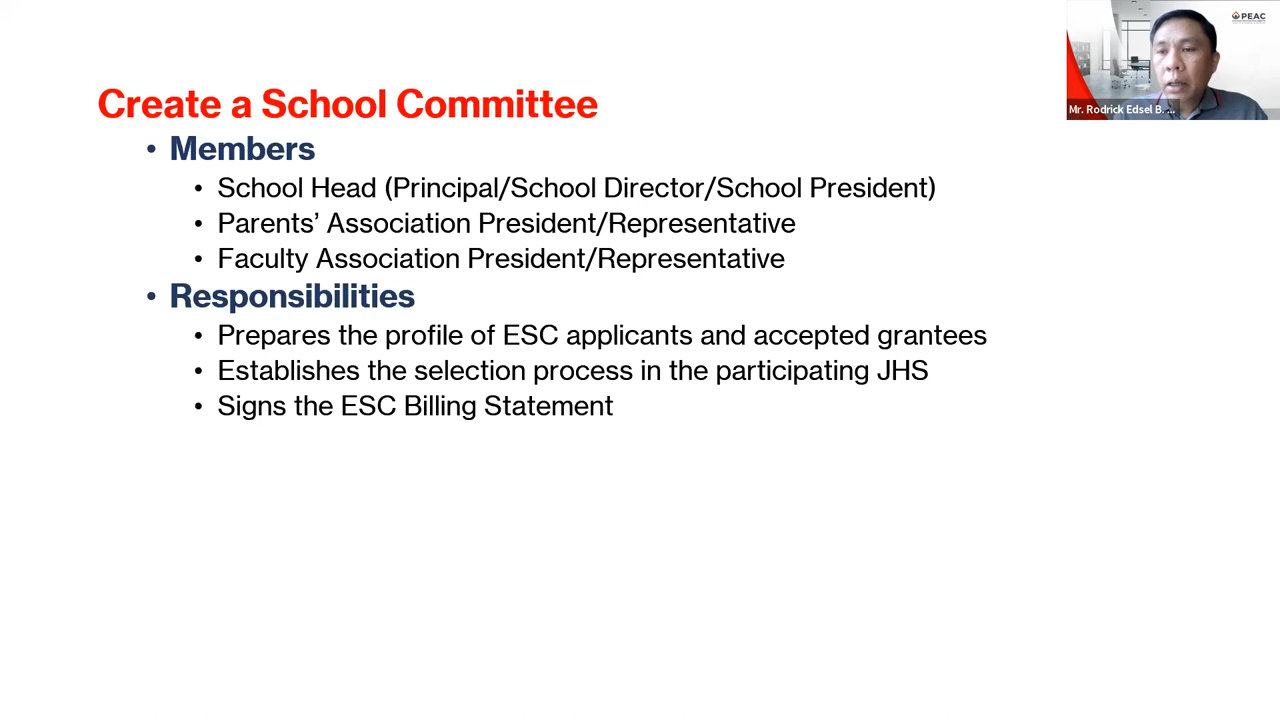 PEAC
Mr. Rodrick Edsel B. ...
Create a School Committee
• Members
• School Head (Principal/School Director/School President)
• Parents’ Association President/Representative
• Faculty Association President/Representative
• Responsibilities
• Prepares the profile of ESC applicants and accepted grantees
• Establishes the selection process in the participating JHS
• Signs the ESC Billing Statement